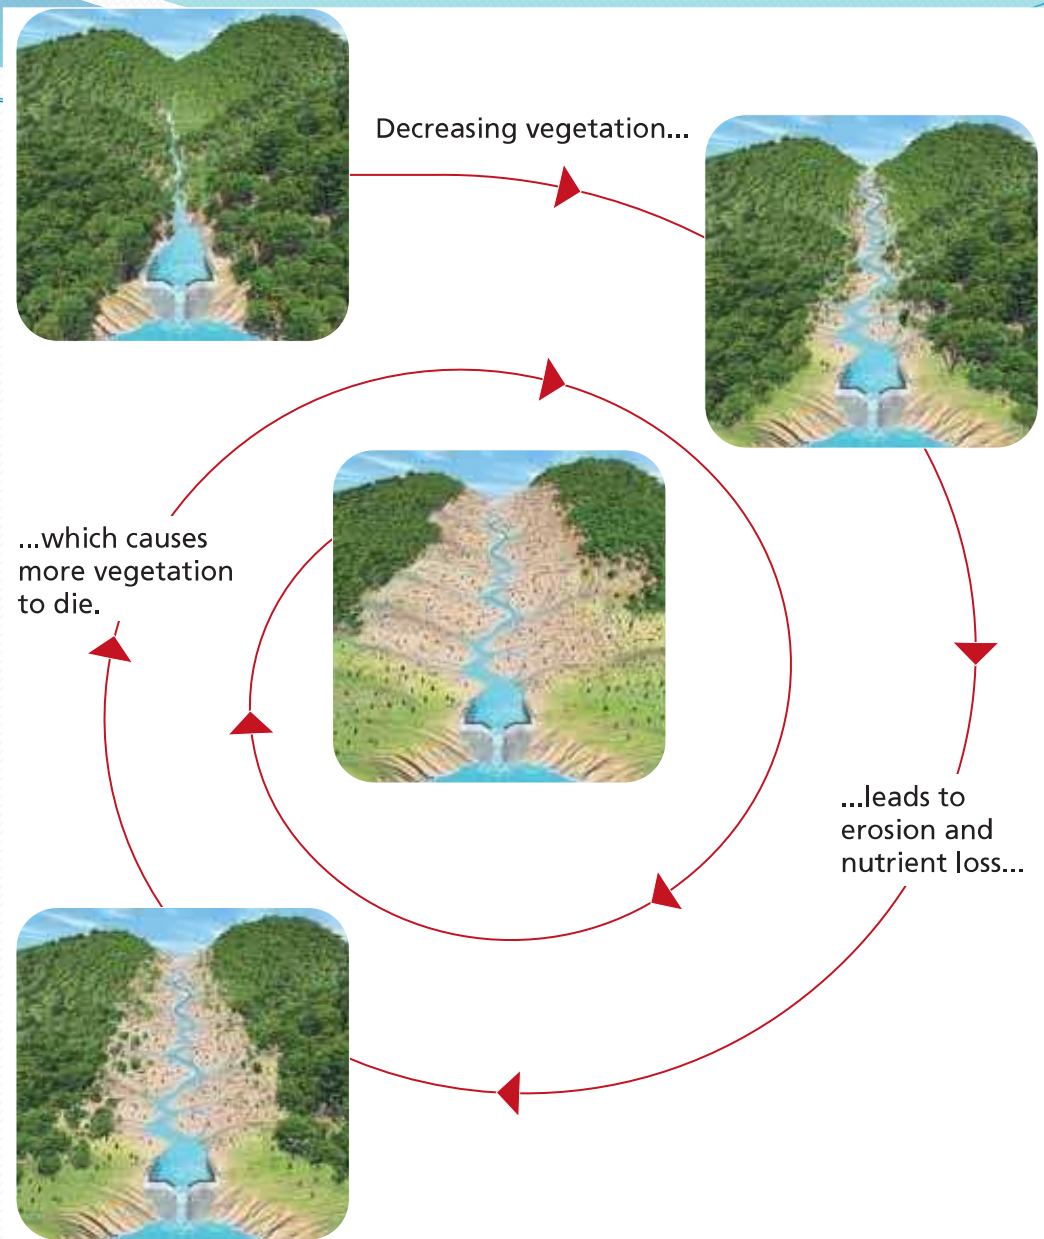 Decreasing vegetation...
...leads to
erosion and
nutrient loss...
...which causes
more vegetation
to die.